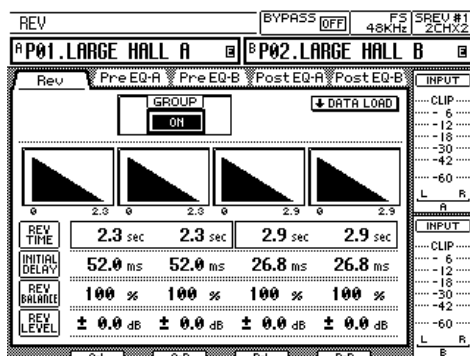 REV BYPASS OFF FS 48KHz SREV #1 2CHX2
A P01.LARGE HALL A B P02.LARGE HALL B
Rev Pre EQ-A Pre EQ-B Post EQ-A Post EQ-B INPUT
GROUP ON DATA LOAD
CLIP
6
12
18
30
42
60
L R
A
0 2.3 0 2.3 0 2.9 0 2.9
REV TIME 2.3 sec 2.3 sec 2.9 sec 2.9 sec
INITIAL DELAY 52.0 ms 52.0 ms 26.8 ms 26.8 ms
REV BALANCE 100 % 100 % 100 % 100 %
REV LEVEL ± 0.0 dB ± 0.0 dB ± 0.0 dB ± 0.0 dB
INPUT
CLIP
6
12
18
30
42
60
L R
B